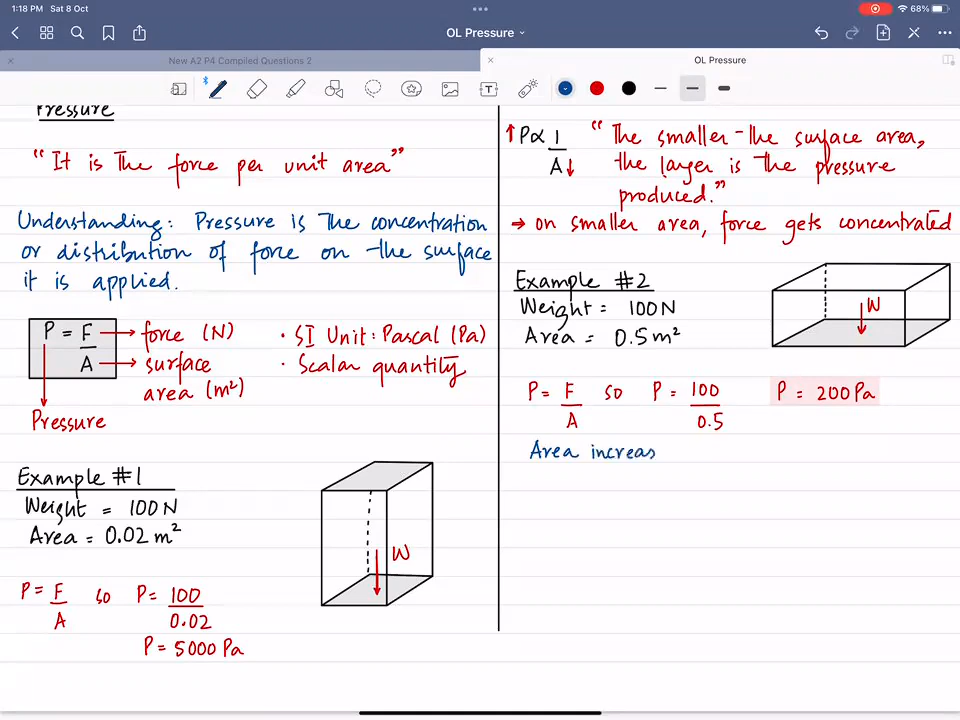 1:18 PM Sat 8 Oct
68%
OL Pressure
New A2 P4 Compiled Questions 2
OL Pressure
Pressure
"It is the force per unit area"
Understanding: Pressure is the concentration
or distribution of force on the surface
it is applied.
P = F/A
force (N)
surface
area (m²)
Pressure
· SI Unit: Pascal (Pa)
· Scalar quantity
Example #1
Weight = 100N
Area = 0.02 m²
W
P = F/A so P = 100/0.02
P = 5000 Pa
↑P∝ 1/A↓
"The smaller the surface area,
the larger is the pressure
produced."
→ on smaller area, force gets concentrated
Example #2
Weight = 100N
Area = 0.5m²
W
P = F/A so P = 100/0.5 P = 200Pa
Area increas